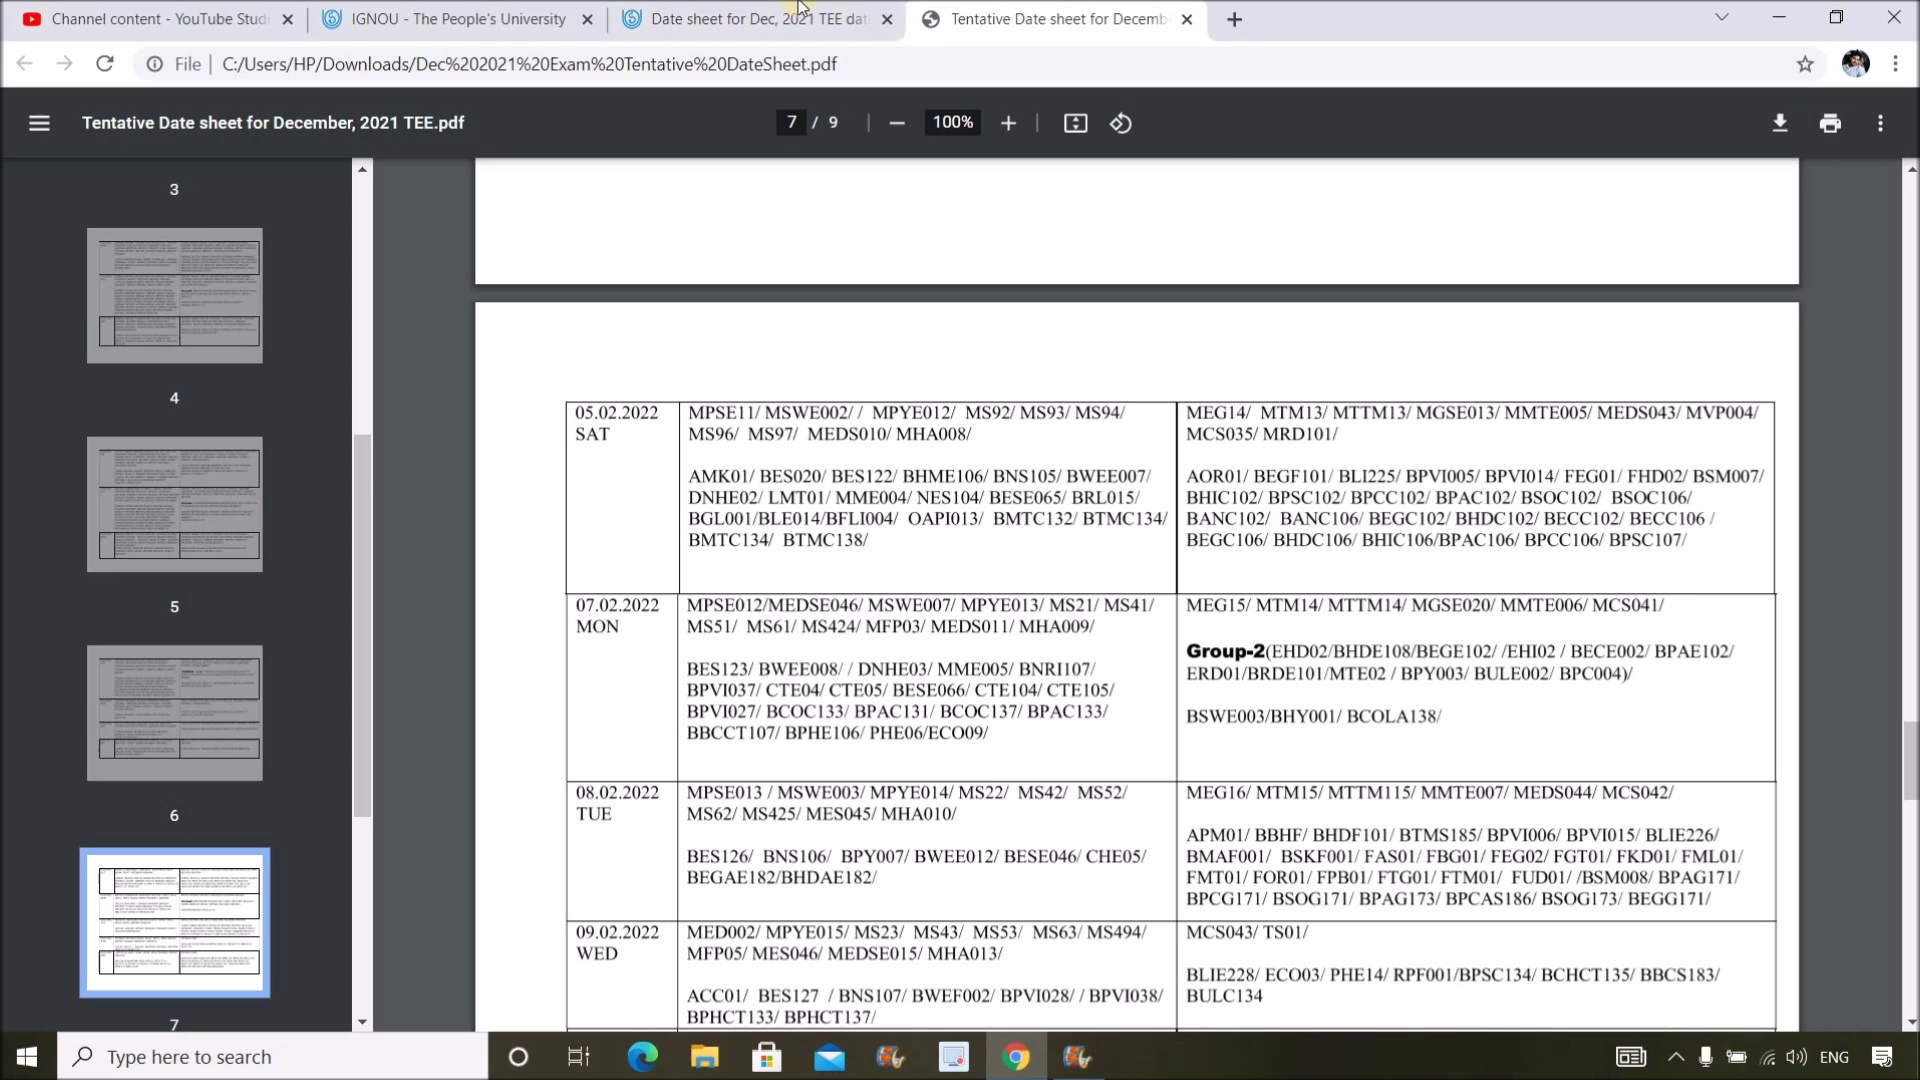 Channel content - YouTube Stud
IGNOU - The People's University
Date sheet for Dec, 2021 TEE dat
Tentative Date sheet for Decemb
File | C:/Users/HP/Downloads/Dec%202021%20Exam%20Tentative%20DateSheet.pdf
Tentative Date sheet for December, 2021 TEE.pdf
7 / 9
100%
3
4
5
6
7
05.02.2022
SAT
MPSE11/ MSWE002/ / MPYE012/ MS92/ MS93/ MS94/
MS96/ MS97/ MEDS010/ MHA008/
AMK01/ BES020/ BES122/ BHME106/ BNS105/ BWEE007/
DNHE02/ LMT01/ MME004/ NES104/ BESE065/ BRL015/
BGL001/BLE014/BFLI004/ OAPI013/ BMTC132/ BTMC134/
BMTC134/ BTMC138/
MEG14/ MTM13/ MTTM13/ MGSE013/ MMTE005/ MEDS043/ MVP004/
MCS035/ MRD101/
AOR01/ BEGF101/ BLI225/ BPVI005/ BPVI014/ FEG01/ FHD02/ BSM007/
BHIC102/ BPSC102/ BPCC102/ BPAC102/ BSOC102/ BSOC106/
BANC102/ BANC106/ BEGC102/ BHDC102/ BECC102/ BECC106 /
BEGC106/ BHDC106/ BHIC106/BPAC106/ BPCC106/ BPSC107/
07.02.2022
MON
MPSE012/MEDSE046/ MSWE007/ MPYE013/ MS21/ MS41/
MS51/ MS61/ MS424/ MFP03/ MEDS011/ MHA009/
BES123/ BWEE008/ / DNHE03/ MME005/ BNRI107/
BPVI037/ CTE04/ CTE05/ BESE066/ CTE104/ CTE105/
BPVI027/ BCOC133/ BPAC131/ BCOC137/ BPAC133/
BBCCT107/ BPHE106/ PHE06/ECO09/
MEG15/ MTM14/ MTTM14/ MGSE020/ MMTE006/ MCS041/
Group-2(EHD02/BHDE108/BEGE102/ /EHI02 / BECE002/ BPAE102/
ERD01/BRDE101/MTE02 / BPY003/ BULE002/ BPC004)/
BSWE003/BHY001/ BCOLA138/
08.02.2022
TUE
MPSE013 / MSWE003/ MPYE014/ MS22/ MS42/ MS52/
MS62/ MS425/ MES045/ MHA010/
BES126/ BNS106/ BPY007/ BWEE012/ BESE046/ CHE05/
BEGAE182/BHDAE182/
MEG16/ MTM15/ MTTM115/ MMTE007/ MEDS044/ MCS042/
APM01/ BBHF/ BHDF101/ BTMS185/ BPVI006/ BPVI015/ BLIE226/
BMAF001/ BSKF001/ FAS01/ FBG01/ FEG02/ FGT01/ FKD01/ FML01/
FMT01/ FOR01/ FPB01/ FTG01/ FTM01/ FUD01/ /BSM008/ BPAG171/
BPCG171/ BSOG171/ BPAG173/ BPCAS186/ BSOG173/ BEGG171/
09.02.2022
WED
MED002/ MPYE015/ MS23/ MS43/ MS53/ MS63/ MS494/
MFP05/ MES046/ MEDSE015/ MHA013/
ACC01/ BES127 / BNS107/ BWEF002/ BPVI028/ / BPVI038/
BPHCT133/ BPHCT137/
MCS043/ TS01/
BLIE228/ ECO03/ PHE14/ RPF001/BPSC134/ BCHCT135/ BBCS183/
BULC134
Type here to search
ENG